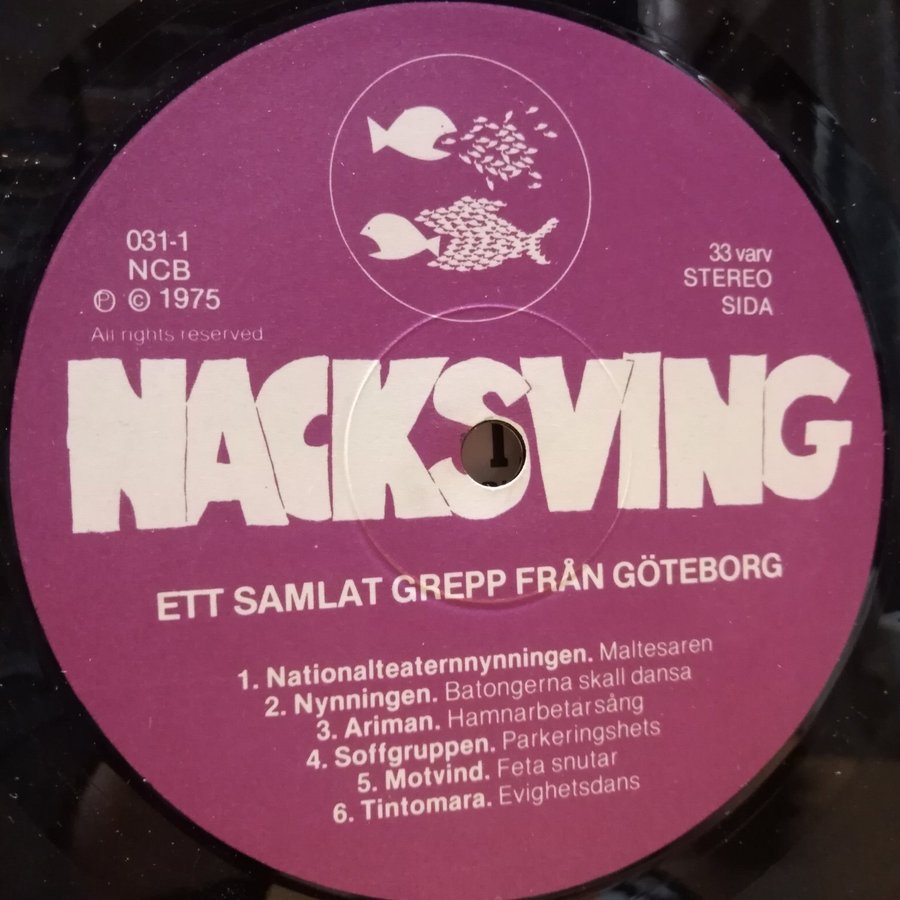 031-1
NCB
℗ © 1975
All rights reserved
33 varv
STEREO
SIDA
1
NACKSVING
ETT SAMLAT GREPP FRÅN GÖTEBORG
1. Nationalteaternnynningen. Maltesaren
2. Nynningen. Batongerna skall dansa
3. Ariman. Hamnarbetarsång
4. Soffgruppen. Parkeringshets
5. Motvind. Feta snutar
6. Tintomara. Evighetsdans